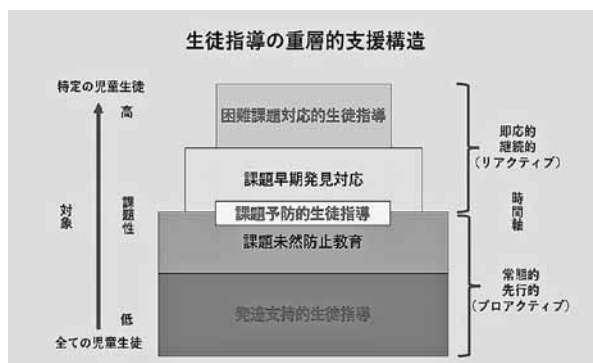 生徒指導の重層的支援構造
特定の児童生徒
高
困難課題対応的生徒指導
課題早期発見対応
課題予防的生徒指導
課題未然防止教育
発達支持的生徒指導
対象
課題性
低
全ての児童生徒
即応的
継続的
(リアクティブ)
時間軸
常態的
先行的
(プロアクティブ)